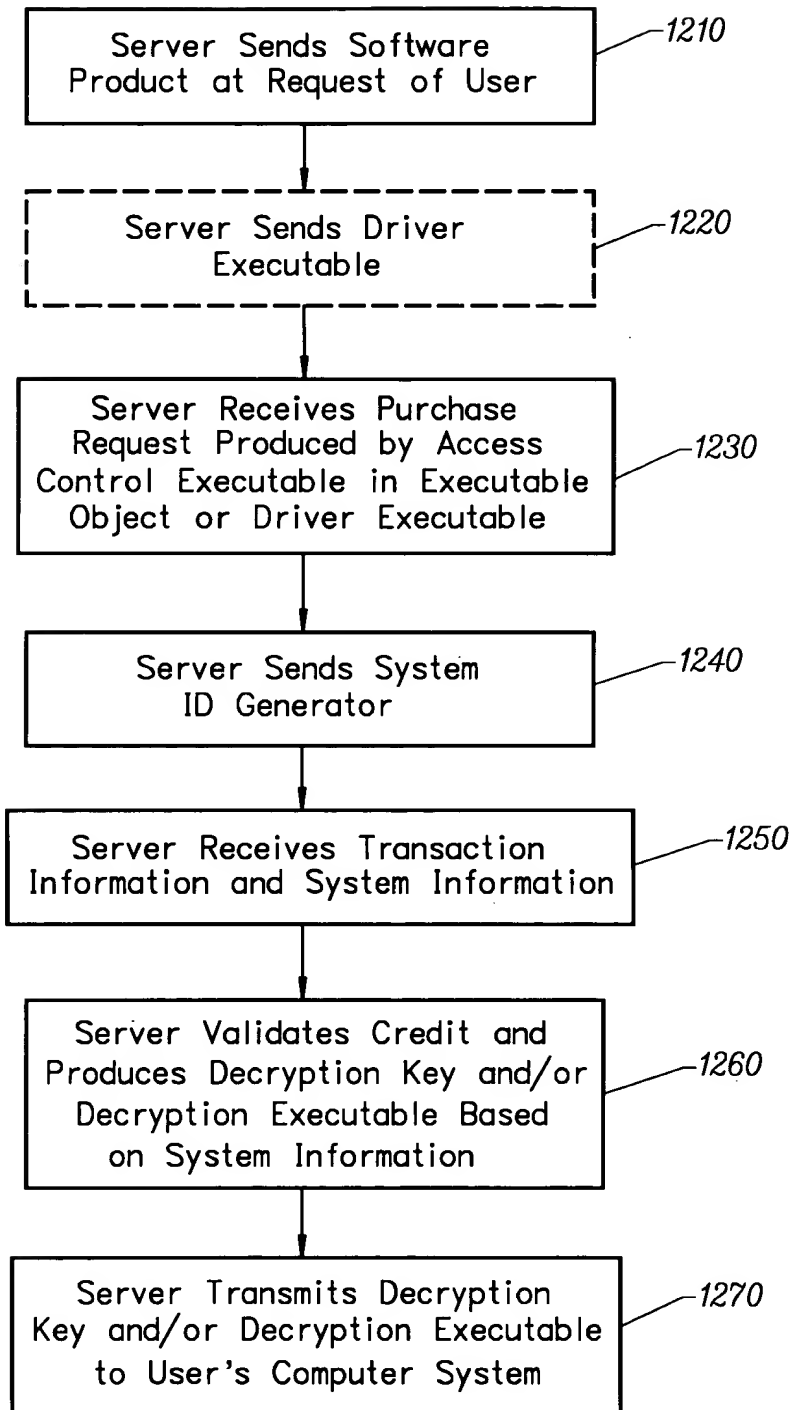 Server Sends Software
Product at Request of User
1210
Server Sends Driver
Executable
1220
Server Receives Purchase
Request Produced by Access
Control Executable in Executable
Object or Driver Executable
1230
Server Sends System
ID Generator
1240
Server Receives Transaction
Information and System Information
1250
Server Validates Credit and
Produces Decryption Key and/or
Decryption Executable Based
on System Information
1260
Server Transmits Decryption
Key and/or Decryption Executable
to User's Computer System
1270